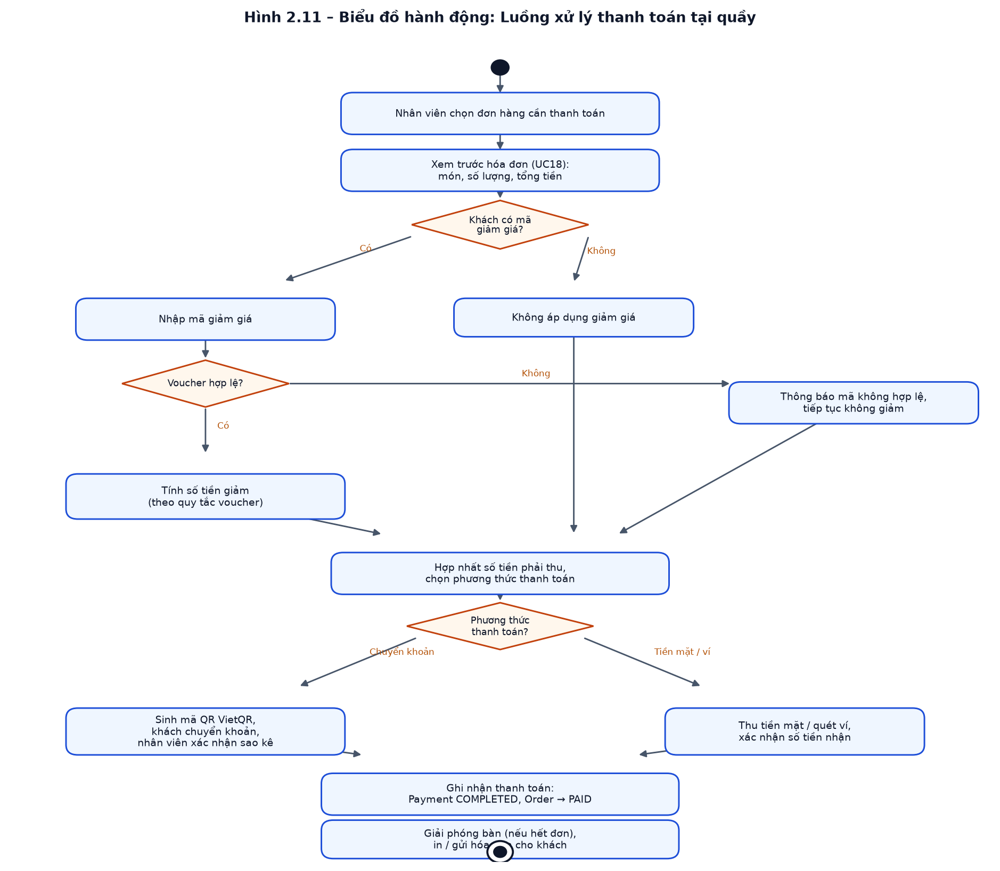 Hình 2.11 – Biểu đồ hành động: Luồng xử lý thanh toán tại quầy
Nhân viên chọn đơn hàng cần thanh toán
Xem trước hóa đơn (UC18):
món, số lượng, tổng tiền
Khách có mã
giảm giá?
Có
Không
Nhập mã giảm giá
Không áp dụng giảm giá
Voucher hợp lệ?
Không
Thông báo mã không hợp lệ,
tiếp tục không giảm
Có
Tính số tiền giảm
(theo quy tắc voucher)
Hợp nhất số tiền phải thu,
chọn phương thức thanh toán
Phương thức
thanh toán?
Chuyển khoản
Tiền mặt / ví
Sinh mã QR VietQR,
khách chuyển khoản,
nhân viên xác nhận sao kê
Thu tiền mặt / quét ví,
xác nhận số tiền nhận
Ghi nhận thanh toán:
Payment COMPLETED, Order → PAID
Giải phóng bàn (nếu hết đơn),
in / gửi hóa cho khách